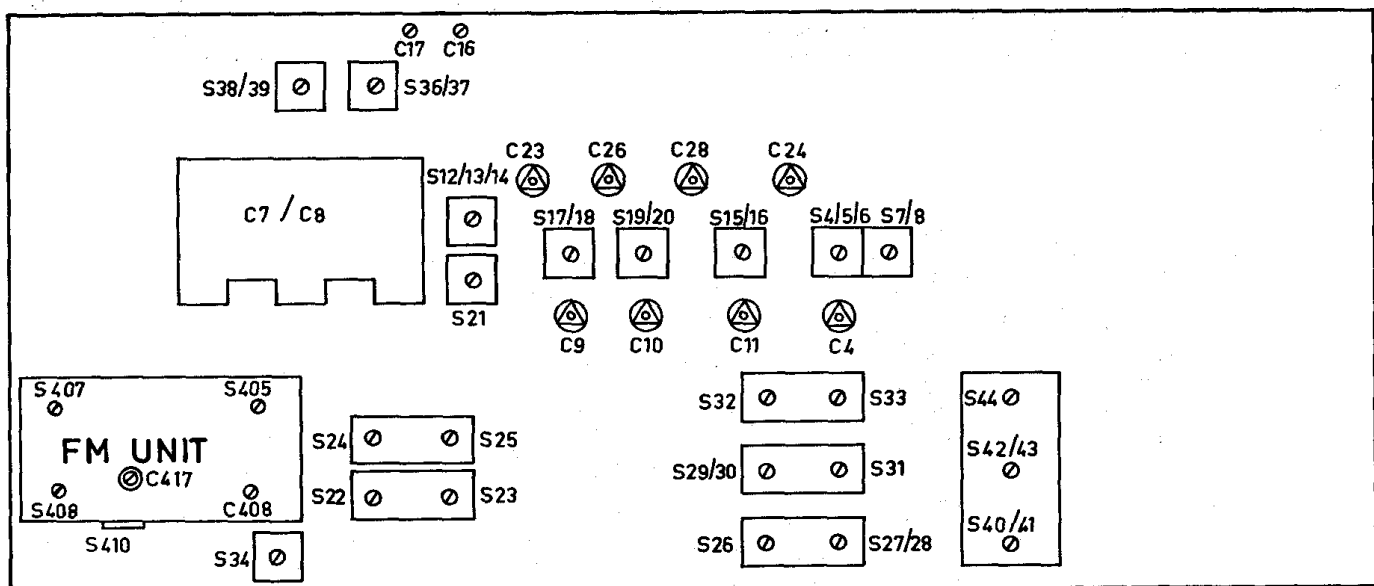 C17 C16
S38/39 S36/37
C23 C26 C28 C24
S12/13/14
C7 / C8
S17/18 S19/20 S15/16 S4/5/6 S7/8
S21
C9 C10 C11 C4
S407 S405
S32 S33 S44
FM UNIT
S24 S25
C417
S29/30 S31 S42/43
S22 S23
S408 C408
S410
S34
S26 S27/28 S40/41